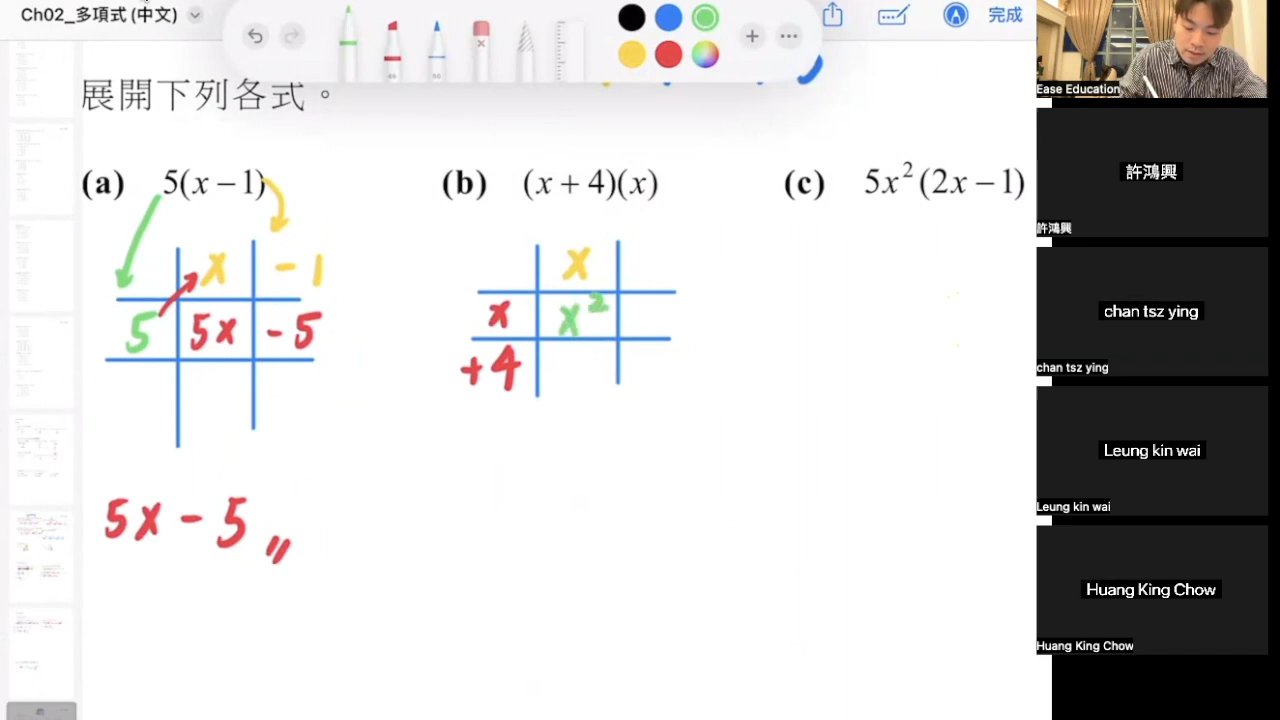 Ch02_多項式 (中文)
完成
展開下列各式。
(a) 5(x − 1)
(b) (x + 4)(x)
(c) 5x²(2x − 1)
x - 1
5 5x - 5
5x - 5
x
x x²
+4
Ease Education
許鴻興
許鴻興
chan tsz ying
chan tsz ying
Leung kin wai
Leung kin wai
Huang King Chow
Huang King Chow